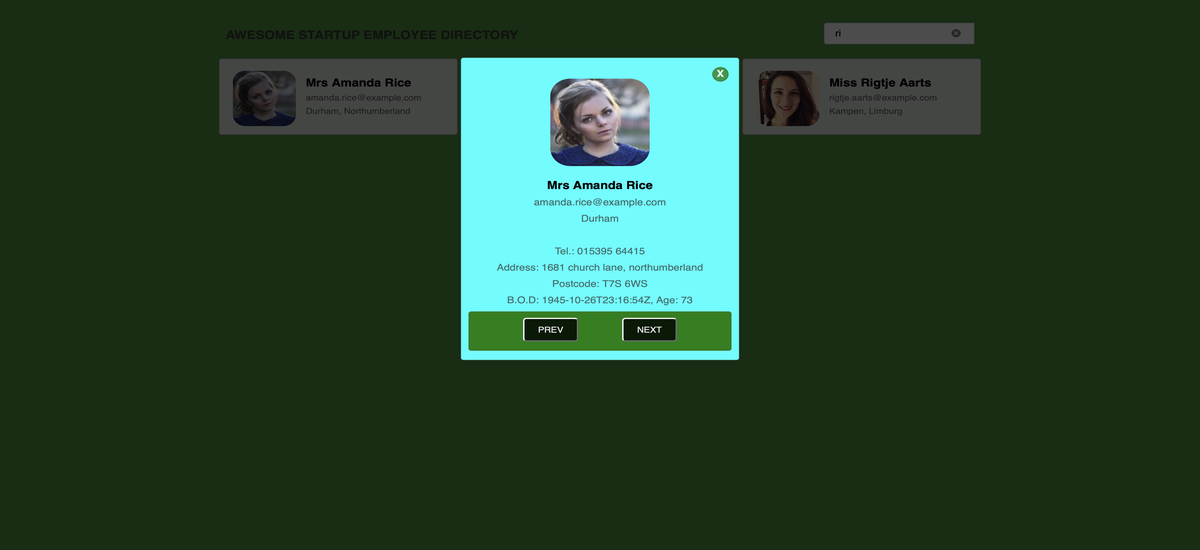 AWESOME STARTUP EMPLOYEE DIRECTORY
ri
Mrs Amanda Rice
amanda.rice@example.com
Durham, Northumberland
X
Mrs Amanda Rice
amanda.rice@example.com
Durham
Tel.: 015395 64415
Address: 1681 church lane, northumberland
Postcode: T7S 6WS
B.O.D: 1945-10-26T23:16:54Z, Age: 73
PREV
NEXT
Miss Rigtje Aarts
rigtje.aarts@example.com
Kampen, Limburg